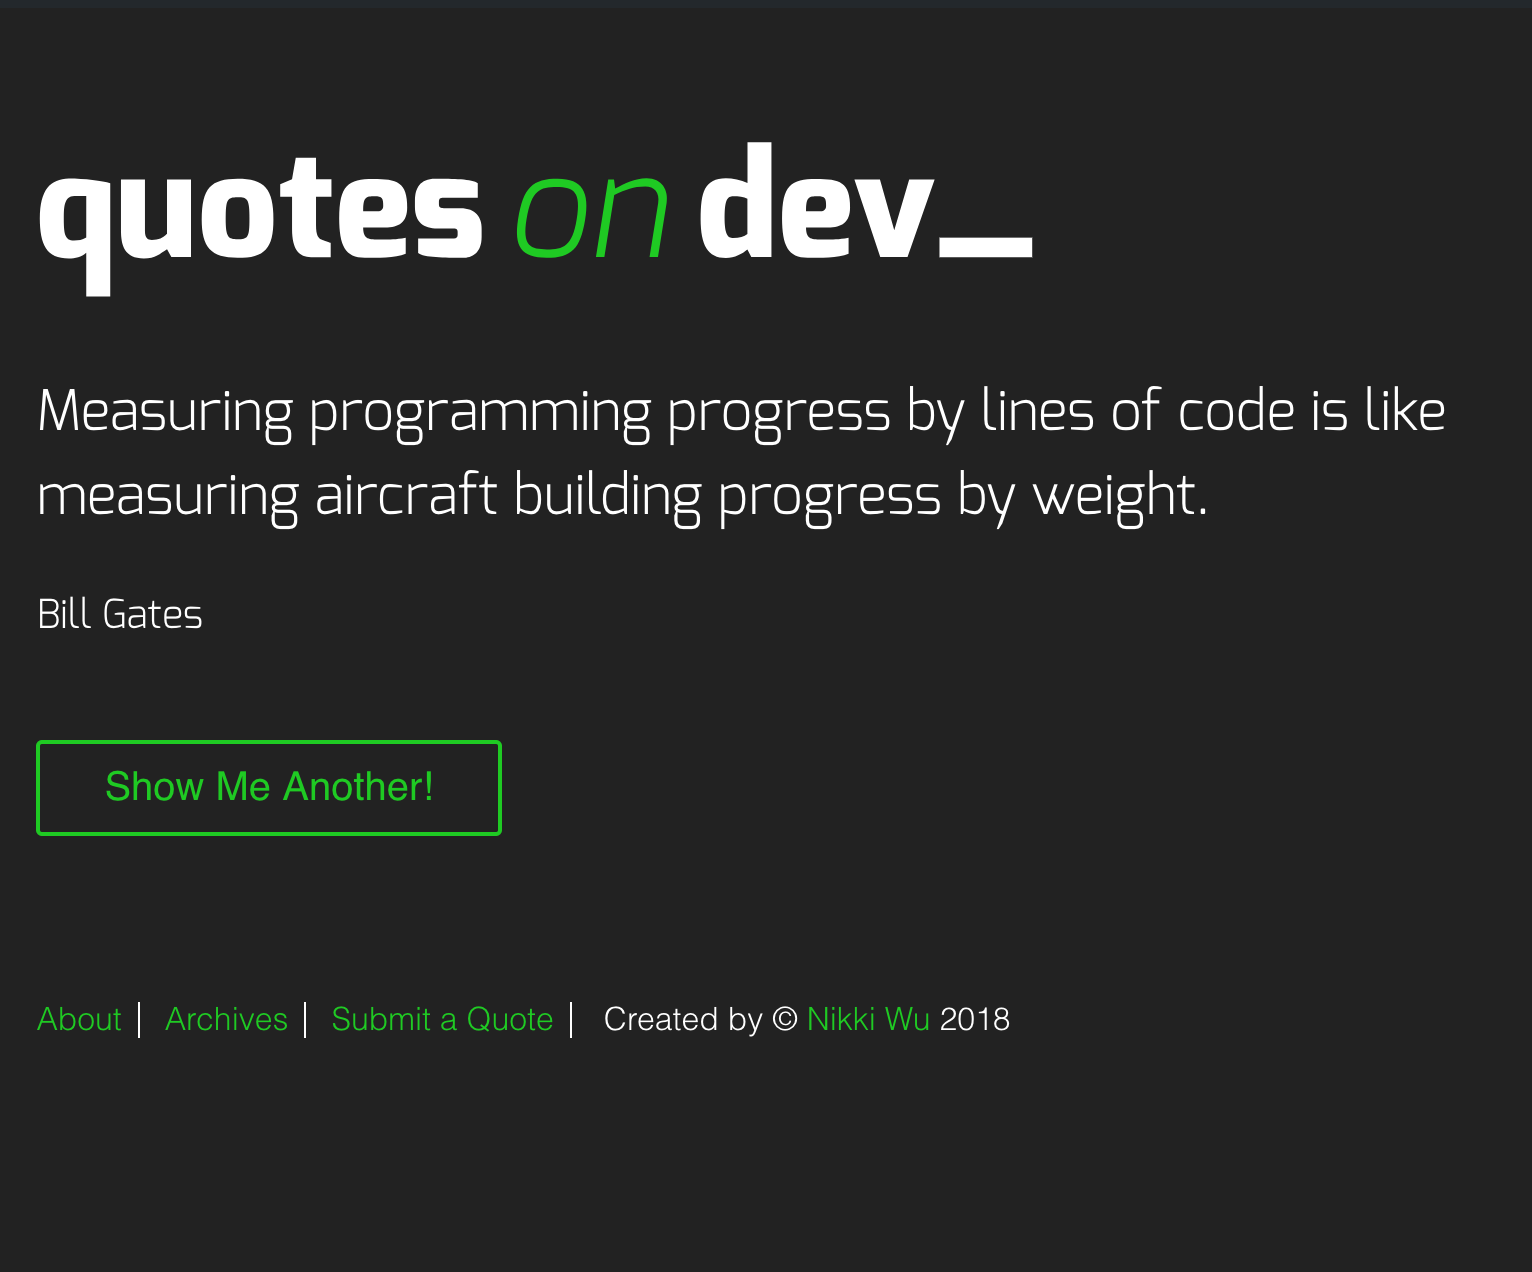 quotes on dev_
Measuring programming progress by lines of code is like
measuring aircraft building progress by weight.
Bill Gates
Show Me Another!
About | Archives | Submit a Quote | Created by © Nikki Wu 2018